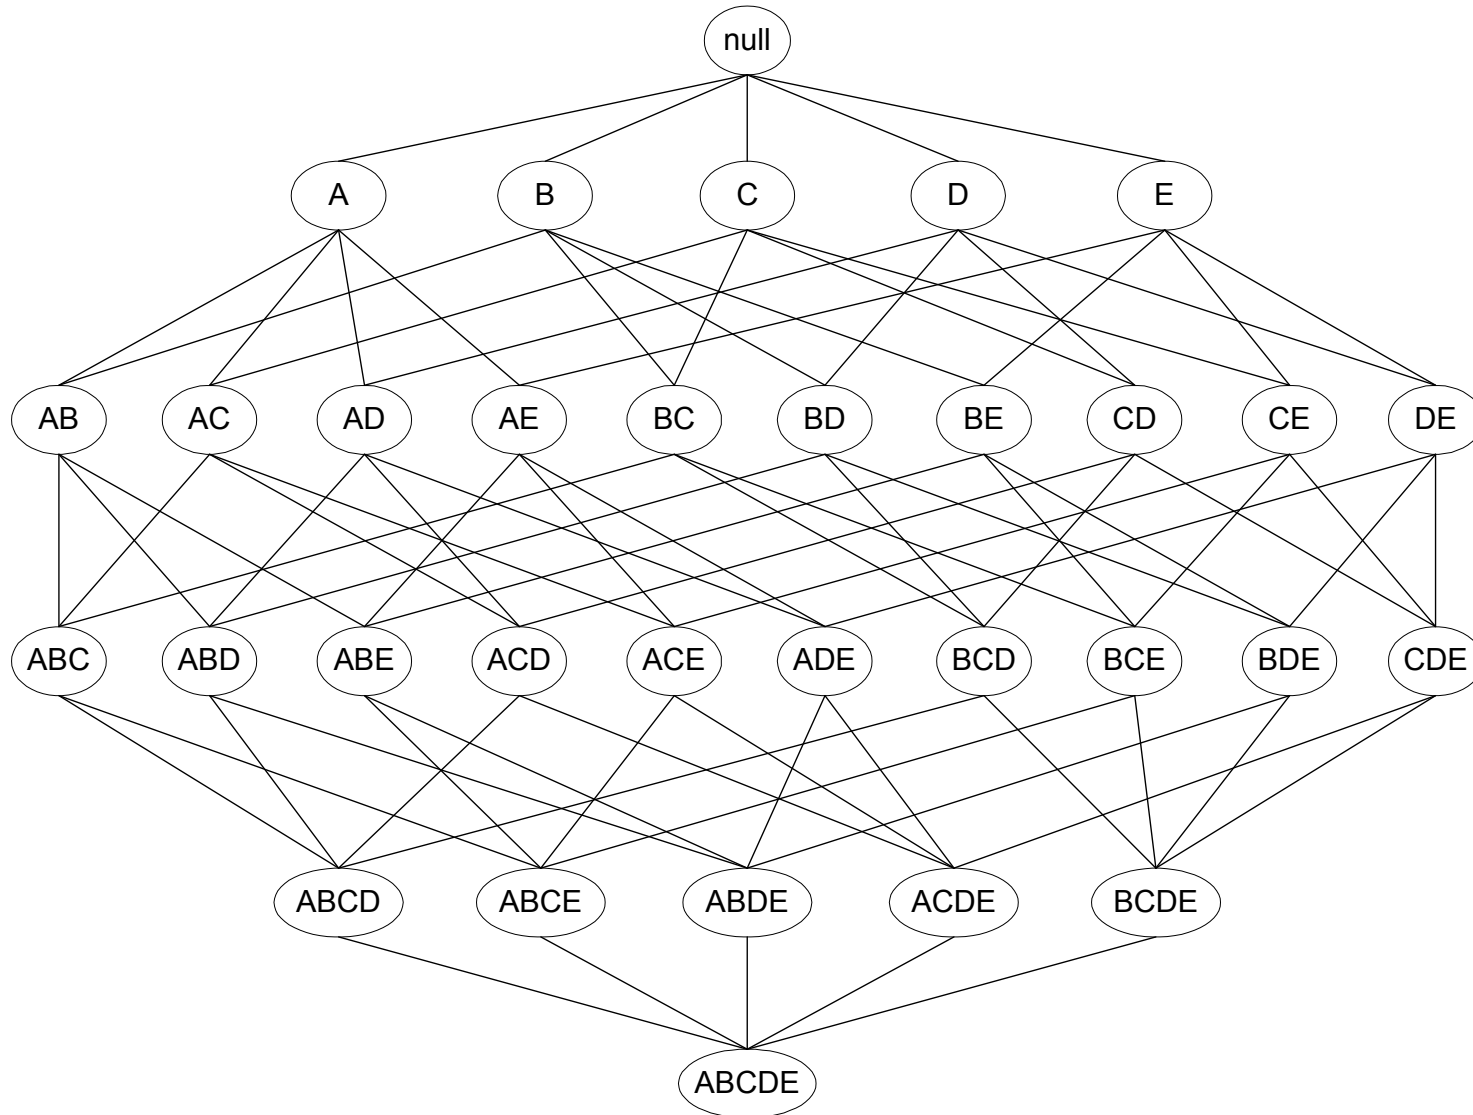 null
A B C D E
AB AC AD AE BC BD BE CD CE DE
ABC ABD ABE ACD ACE ADE BCD BCE BDE CDE
ABCD ABCE ABDE ACDE BCDE
ABCDE